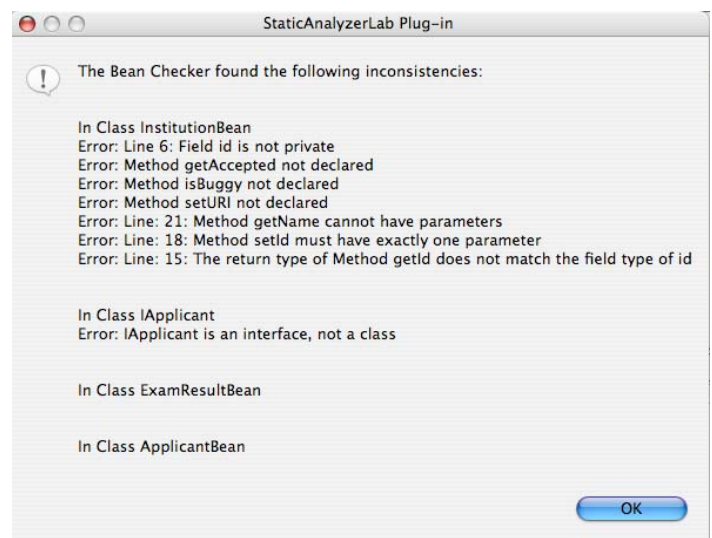 StaticAnalyzerLab Plug-in
The Bean Checker found the following inconsistencies:
In Class InstitutionBean
Error: Line 6: Field id is not private
Error: Method getAccepted not declared
Error: Method isBuggy not declared
Error: Method setURI not declared
Error: Line: 21: Method getName cannot have parameters
Error: Line: 18: Method setId must have exactly one parameter
Error: Line: 15: The return type of Method getId does not match the field type of id
In Class IApplicant
Error: IApplicant is an interface, not a class
In Class ExamResultBean
In Class ApplicantBean
OK